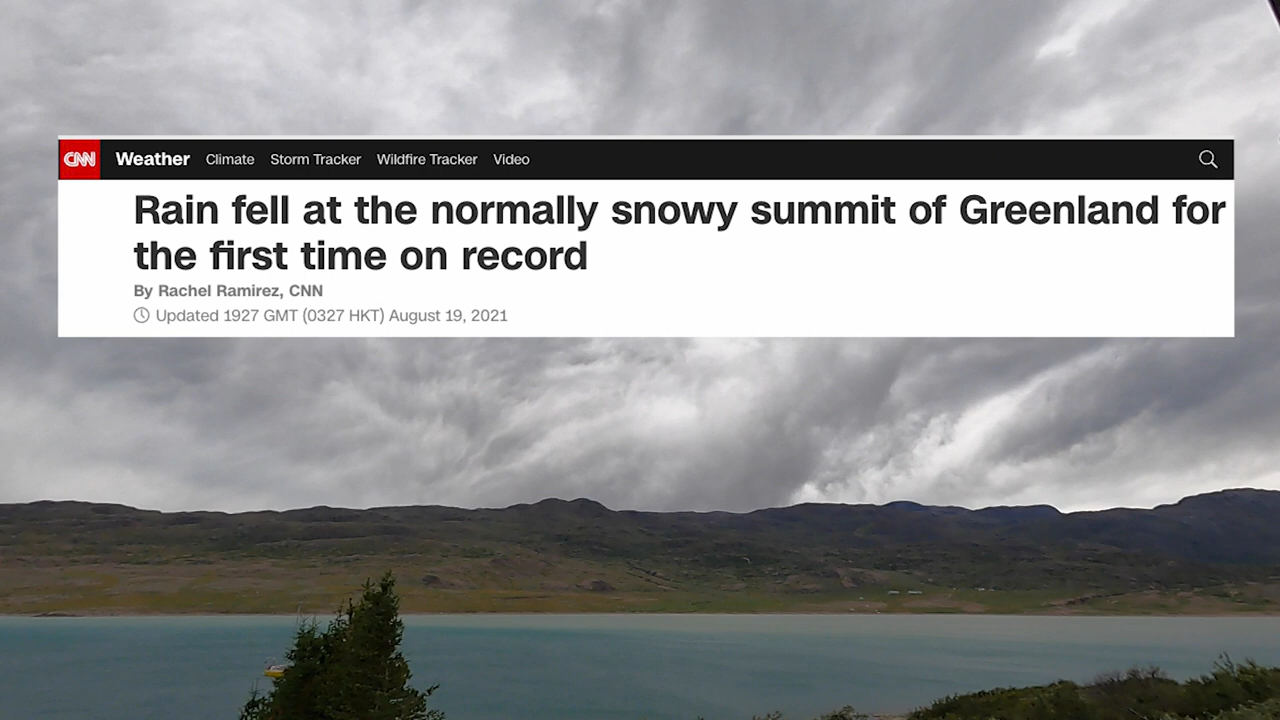 CNN Weather Climate Storm Tracker Wildfire Tracker Video
Rain fell at the normally snowy summit of Greenland for
the first time on record
By Rachel Ramirez, CNN
Updated 1927 GMT (0327 HKT) August 19, 2021